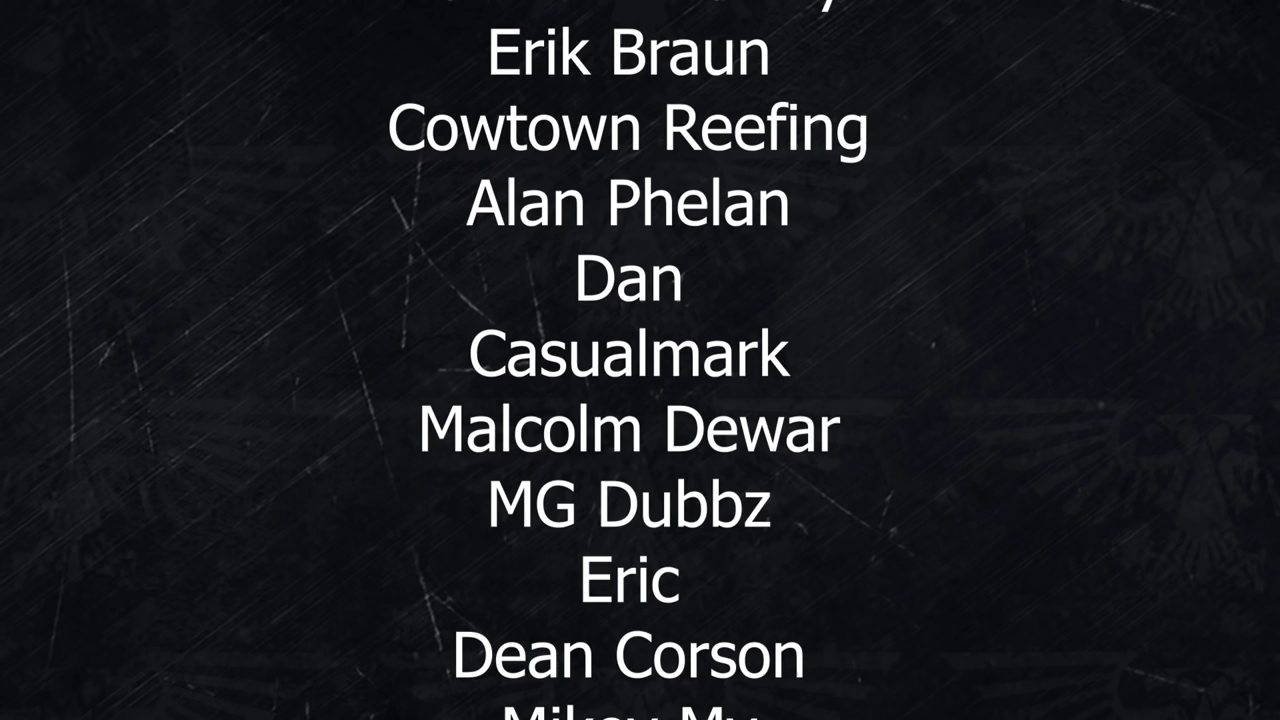 Erik Braun
Cowtown Reefing
Alan Phelan
Dan
Casualmark
Malcolm Dewar
MG Dubbz
Eric
Dean Corson